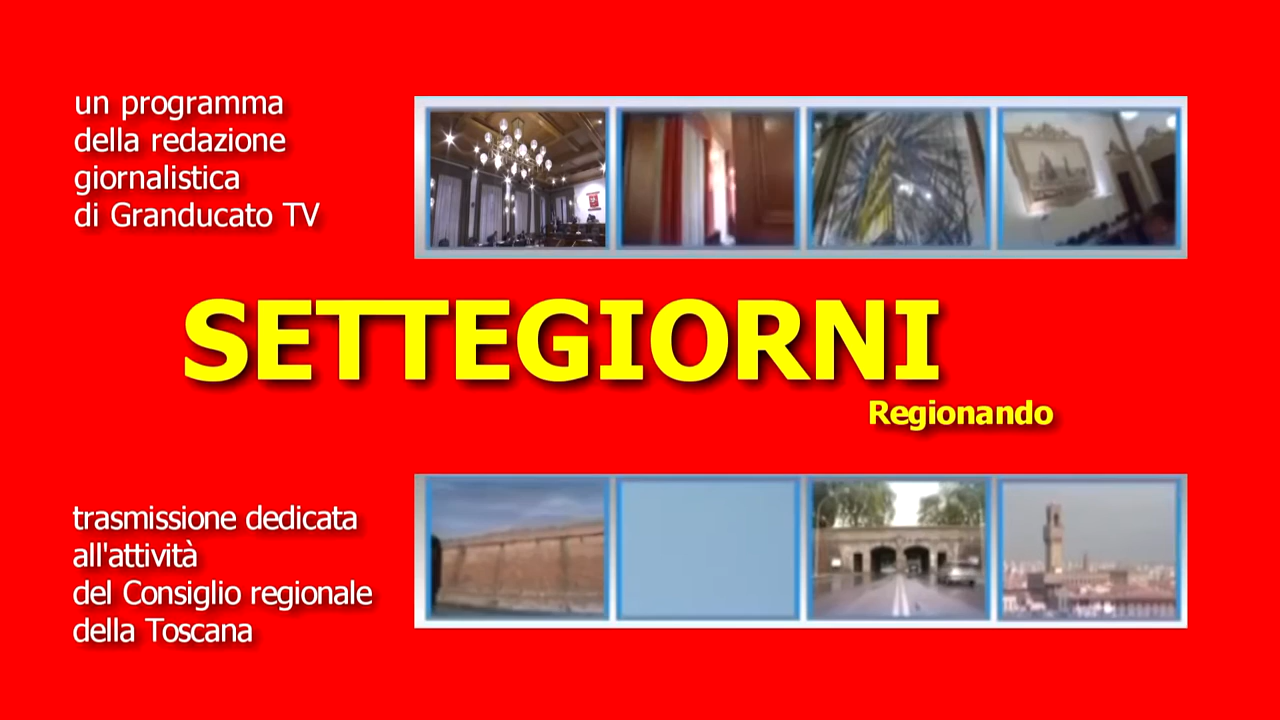 un programma
della redazione
giornalistica
di Granducato TV
SETTEGIORNI
Regionando
trasmissione dedicata
all'attività
del Consiglio regionale
della Toscana